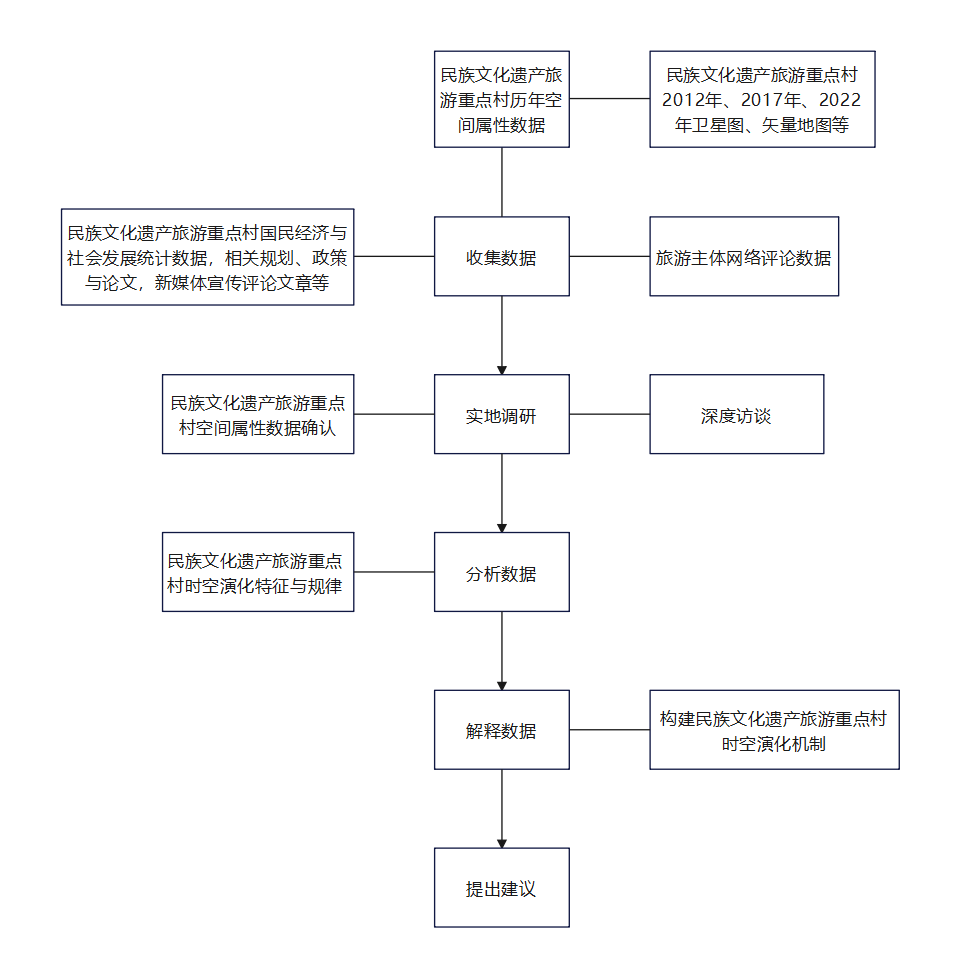 民族文化遗产旅
游重点村历年空
间属性数据
民族文化遗产旅游重点村
2012年、2017年、2022
年卫星图、矢量地图等
民族文化遗产旅游重点村国民经济与
社会发展统计数据，相关规划、政策
与论文，新媒体宣传评论文章等
收集数据
旅游主体网络评论数据
民族文化遗产旅游重点
村空间属性数据确认
实地调研
深度访谈
民族文化遗产旅游重点
村时空演化特征与规律
分析数据
解释数据
构建民族文化遗产旅游重点村
时空演化机制
提出建议